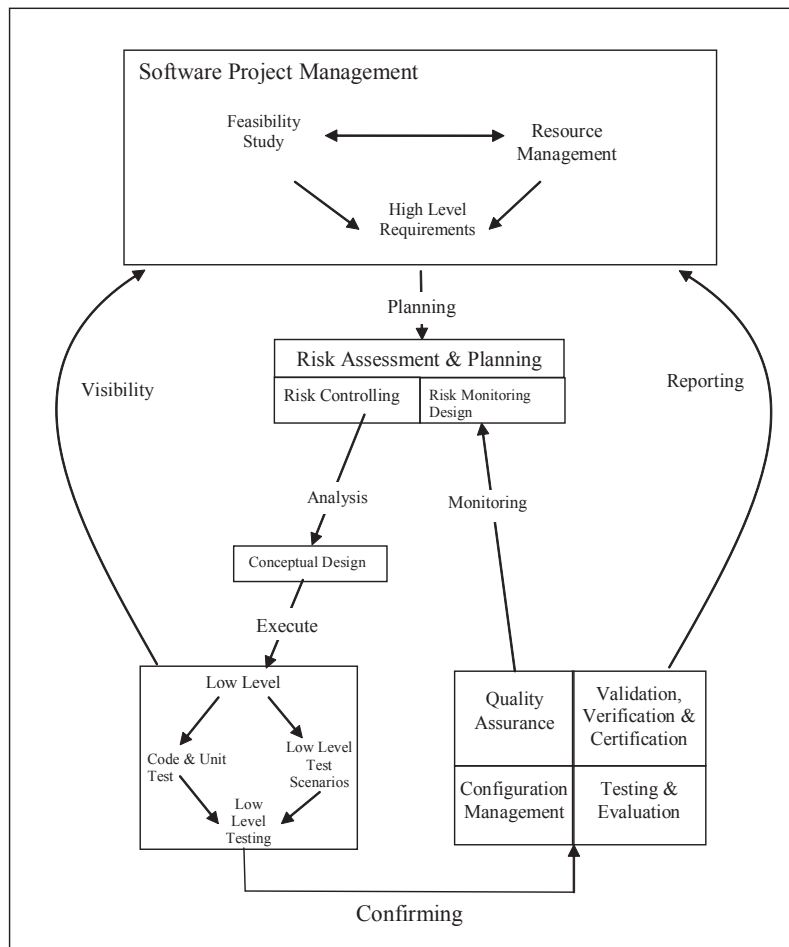 Software Project Management
Feasibility
Study
Resource
Management
High Level
Requirements
Planning
Risk Assessment & Planning
Risk Controlling
Risk Monitoring
Design
Visibility
Reporting
Analysis
Monitoring
Conceptual Design
Execute
Low Level
Code & Unit
Test
Low Level
Test
Scenarios
Low
Level
Testing
Quality
Assurance
Validation,
Verification &
Certification
Configuration
Management
Testing &
Evaluation
Confirming